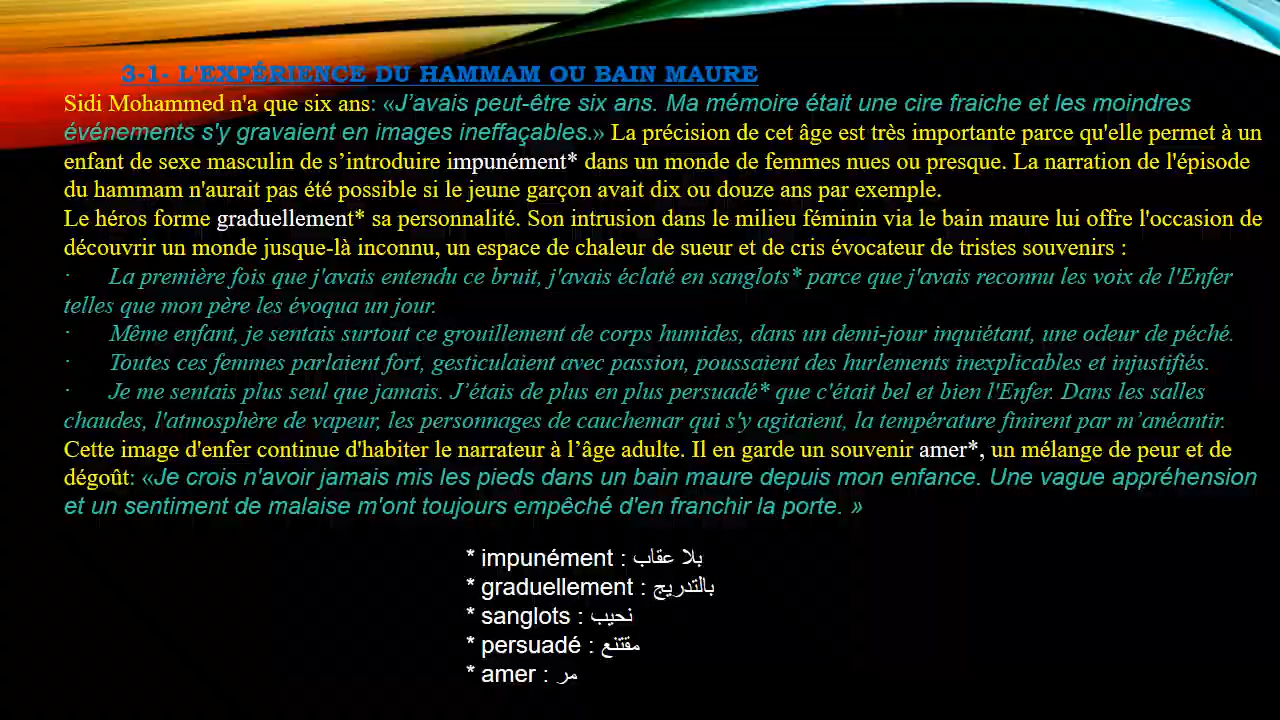 3-1- L'EXPÉRIENCE DU HAMMAM OU BAIN MAURE
Sidi Mohammed n'a que six ans: «J’avais peut-être six ans. Ma mémoire était une cire fraiche et les moindres
événements s'y gravaient en images ineffaçables.» La précision de cet âge est très importante parce qu'elle permet à un
enfant de sexe masculin de s’introduire impunément* dans un monde de femmes nues ou presque. La narration de l'épisode
du hammam n'aurait pas été possible si le jeune garçon avait dix ou douze ans par exemple.
Le héros forme graduellement* sa personnalité. Son intrusion dans le milieu féminin via le bain maure lui offre l'occasion de
découvrir un monde jusque-là inconnu, un espace de chaleur de sueur et de cris évocateur de tristes souvenirs :
· La première fois que j'avais entendu ce bruit, j'avais éclaté en sanglots* parce que j'avais reconnu les voix de l'Enfer
telles que mon père les évoqua un jour.
· Même enfant, je sentais surtout ce grouillement de corps humides, dans un demi-jour inquiétant, une odeur de péché.
· Toutes ces femmes parlaient fort, gesticulaient avec passion, poussaient des hurlements inexplicables et injustifiés.
· Je me sentais plus seul que jamais. J’étais de plus en plus persuadé* que c'était bel et bien l'Enfer. Dans les salles
chaudes, l'atmosphère de vapeur, les personnages de cauchemar qui s'y agitaient, la température finirent par m’anéantir.
Cette image d'enfer continue d'habiter le narrateur à l’âge adulte. Il en garde un souvenir amer*, un mélange de peur et de
dégoût: «Je crois n'avoir jamais mis les pieds dans un bain maure depuis mon enfance. Une vague appréhension
et un sentiment de malaise m'ont toujours empêché d'en franchir la porte. »
* impunément : بلا عقاب
* graduellement : بالتدريج
* sanglots : نحيب
* persuadé : مقتنع
* amer : مر